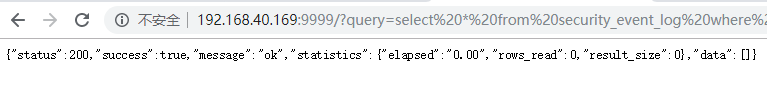 不安全 192.168.40.169:9999/?query=select%20*%20from%20security_event_log%20where%
{"status":200,"success":true,"message":"ok","statistics":{"elapsed":"0.00","rows_read":0,"result_size":0},"data":[]}